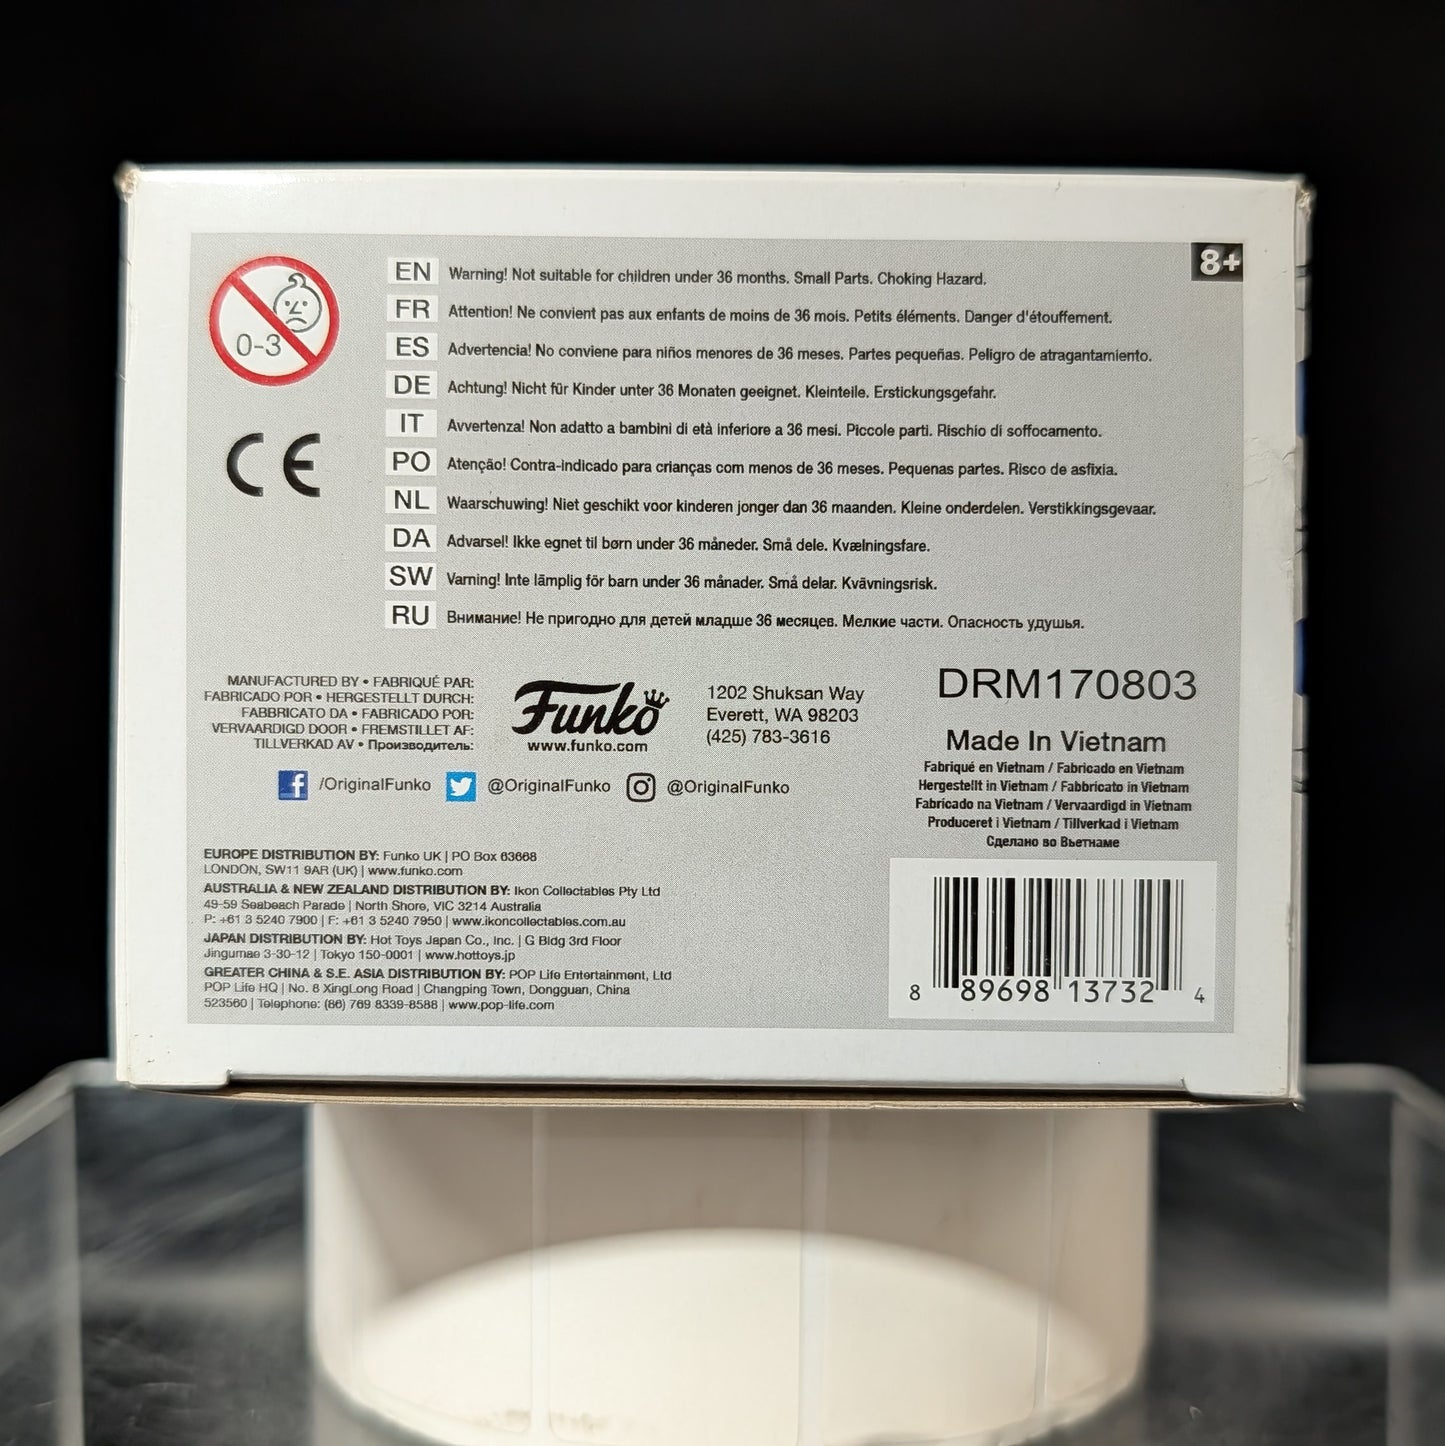 8+
0-3
CE
EN Warning! Not suitable for children under 36 months. Small Parts. Choking Hazard.
FR Attention! Ne convient pas aux enfants de moins de 36 mois. Petits éléments. Danger d'étouffement.
ES Advertencia! No conviene para niños menores de 36 meses. Partes pequeñas. Peligro de atragantamiento.
DE Achtung! Nicht für Kinder unter 36 Monaten geeignet. Kleinteile. Erstickungsgefahr.
IT Avvertenza! Non adatto a bambini di età inferiore a 36 mesi. Piccole parti. Rischio di soffocamento.
PO Atenção! Contra-indicado para crianças com menos de 36 meses. Pequenas partes. Risco de asfixia.
NL Waarschuwing! Niet geschikt voor kinderen jonger dan 36 maanden. Kleine onderdelen. Verstikkingsgevaar.
DA Advarsel! Ikke egnet til børn under 36 måneder. Små dele. Kvælningsfare.
SW Varning! Inte lämplig för barn under 36 månader. Små delar. Kvävningsrisk.
RU Внимание! Не пригодно для детей младше 36 месяцев. Мелкие части. Опасность удушья.
MANUFACTURED BY • FABRIQUÉ PAR:
FABRICADO POR • HERGESTELLT DURCH:
FABBRICATO DA • FABRICADO POR:
VERVAARDIGD DOOR • FREMSTILLET AF:
TILLVERKAD AV • Производитель:
Funko
www.funko.com
1202 Shuksan Way
Everett, WA 98203
(425) 783-3616
/OriginalFunko @OriginalFunko @OriginalFunko
DRM170803
Made In Vietnam
Fabriqué en Vietnam / Fabricado en Vietnam
Hergestellt in Vietnam / Fabbricato in Vietnam
Fabricado na Vietnam / Vervaardigd in Vietnam
Produceret i Vietnam / Tillverkad i Vietnam
Сделано во Вьетнаме
EUROPE DISTRIBUTION BY: Funko UK | PO Box 63668
LONDON, SW11 9AR (UK) | www.funko.com
AUSTRALIA & NEW ZEALAND DISTRIBUTION BY: Ikon Collectables Pty Ltd
49-59 Seabeach Parade | North Shore, VIC 3214 Australia
P: +61 3 5240 7900 | F: +61 3 5240 7950 | www.ikoncollectables.com.au
JAPAN DISTRIBUTION BY: Hot Toys Japan Co., Inc. | G Bldg 3rd Floor
Jingumae 3-30-12 | Tokyo 150-0001 | www.hottoys.jp
GREATER CHINA & S.E. ASIA DISTRIBUTION BY: POP Life Entertainment, Ltd
POP Life HQ | No. 8 XingLong Road | Changping Town, Dongguan, China
523560 | Telephone: (86) 769 8339-8588 | www.pop-life.com
8 89698 13732 4